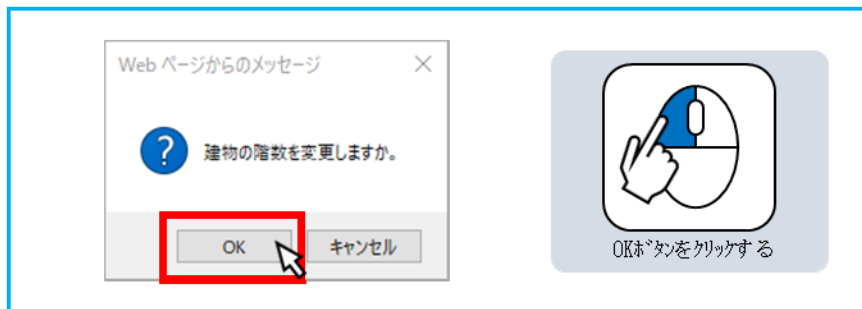 Web ページからのメッセージ
建物の階数を変更しますか。
OK
キャンセル
OKﾎﾞﾀﾝをｸﾘｯｸする